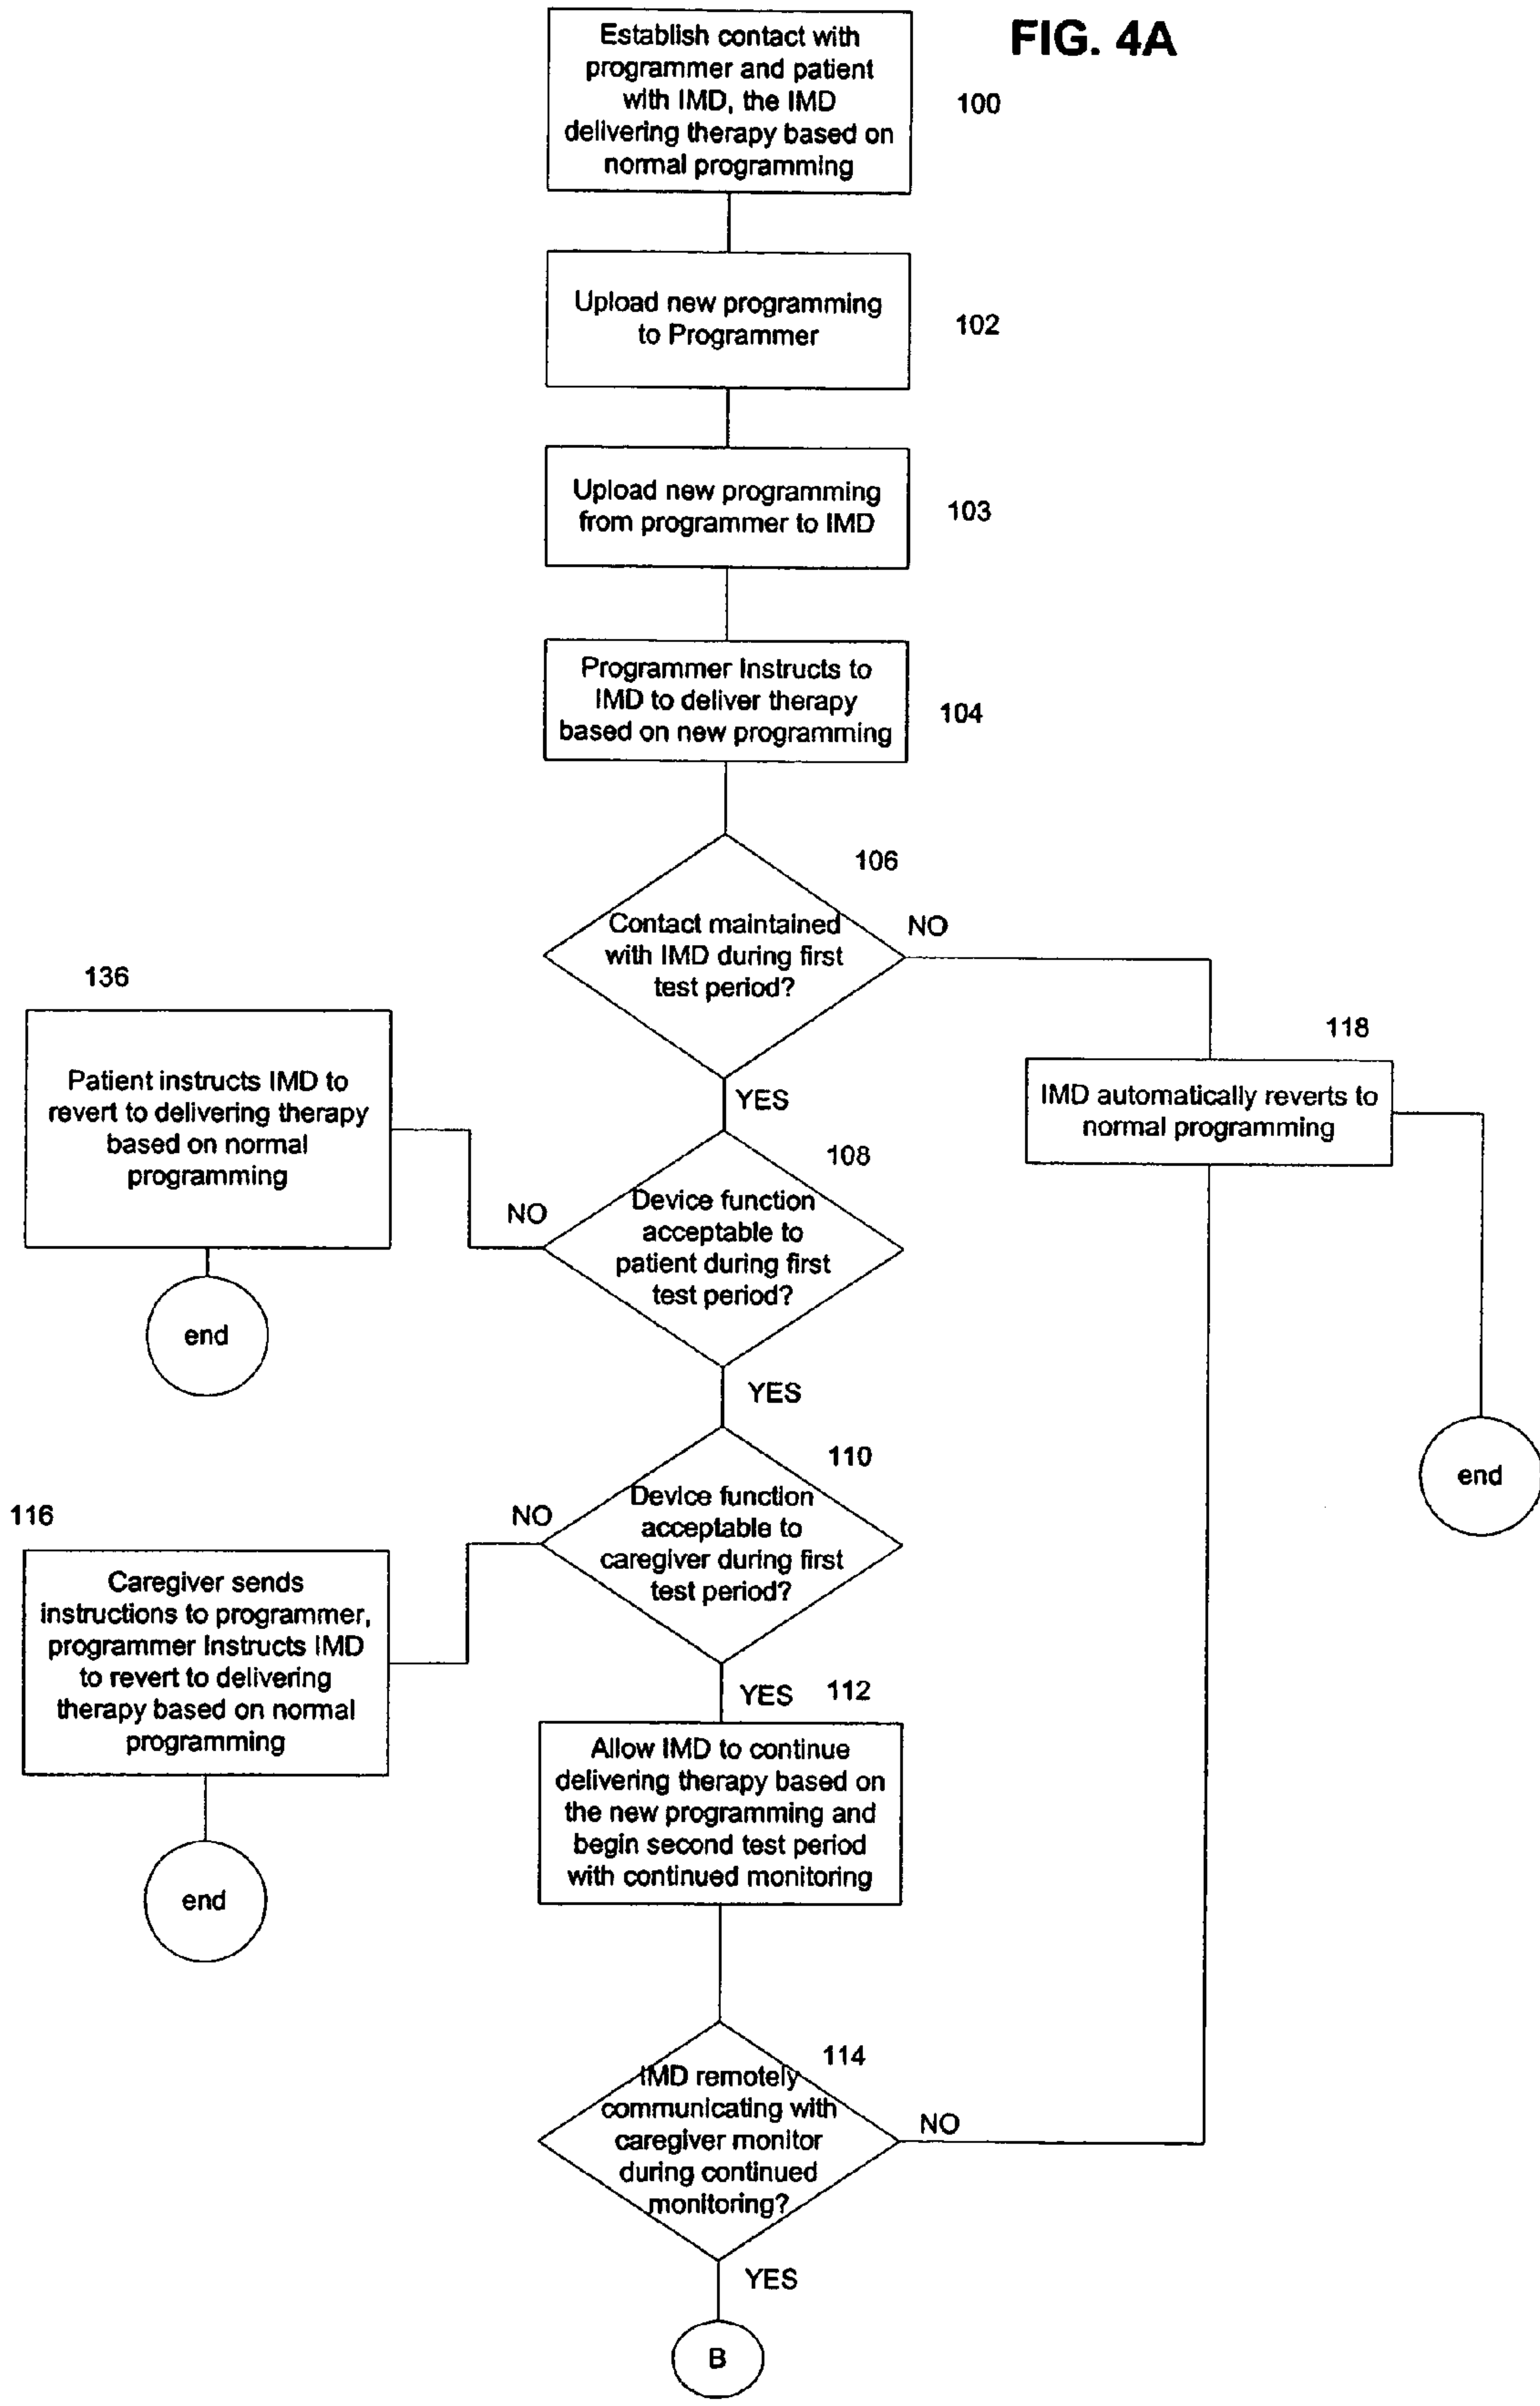 FIG. 4A
Establish contact with
programmer and patient
with IMD, the IMD
delivering therapy based on
normal programming
100
Upload new programming
to Programmer
102
Upload new programming
from programmer to IMD
103
Programmer Instructs to
IMD to deliver therapy
based on new programming
104
106
Contact maintained
with IMD during first
test period?
NO
YES
136
Patient instructs IMD to
revert to delivering therapy
based on normal
programming
end
118
IMD automatically reverts to
normal programming
end
108
Device function
acceptable to
patient during first
test period?
NO
YES
110
Device function
acceptable to
caregiver during first
test period?
NO
YES
116
Caregiver sends
instructions to programmer,
programmer Instructs IMD
to revert to delivering
therapy based on normal
programming
end
112
Allow IMD to continue
delivering therapy based on
the new programming and
begin second test period
with continued monitoring
114
IMD remotely
communicating with
caregiver monitor
during continued
monitoring?
NO
YES
B